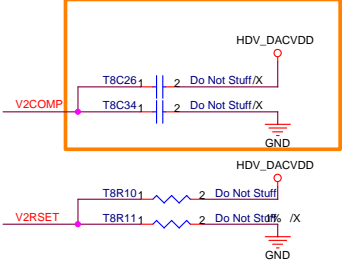 HDV_DACVDD
T8C26 1 2 Do Not Stuff/X
V2COMP T8C34 1 2 Do Not Stuff/X
GND
HDV_DACVDD
T8R10 1 2 Do Not Stuff
V2RSET T8R11 1 2 Do Not Stuff 1% /X
GND